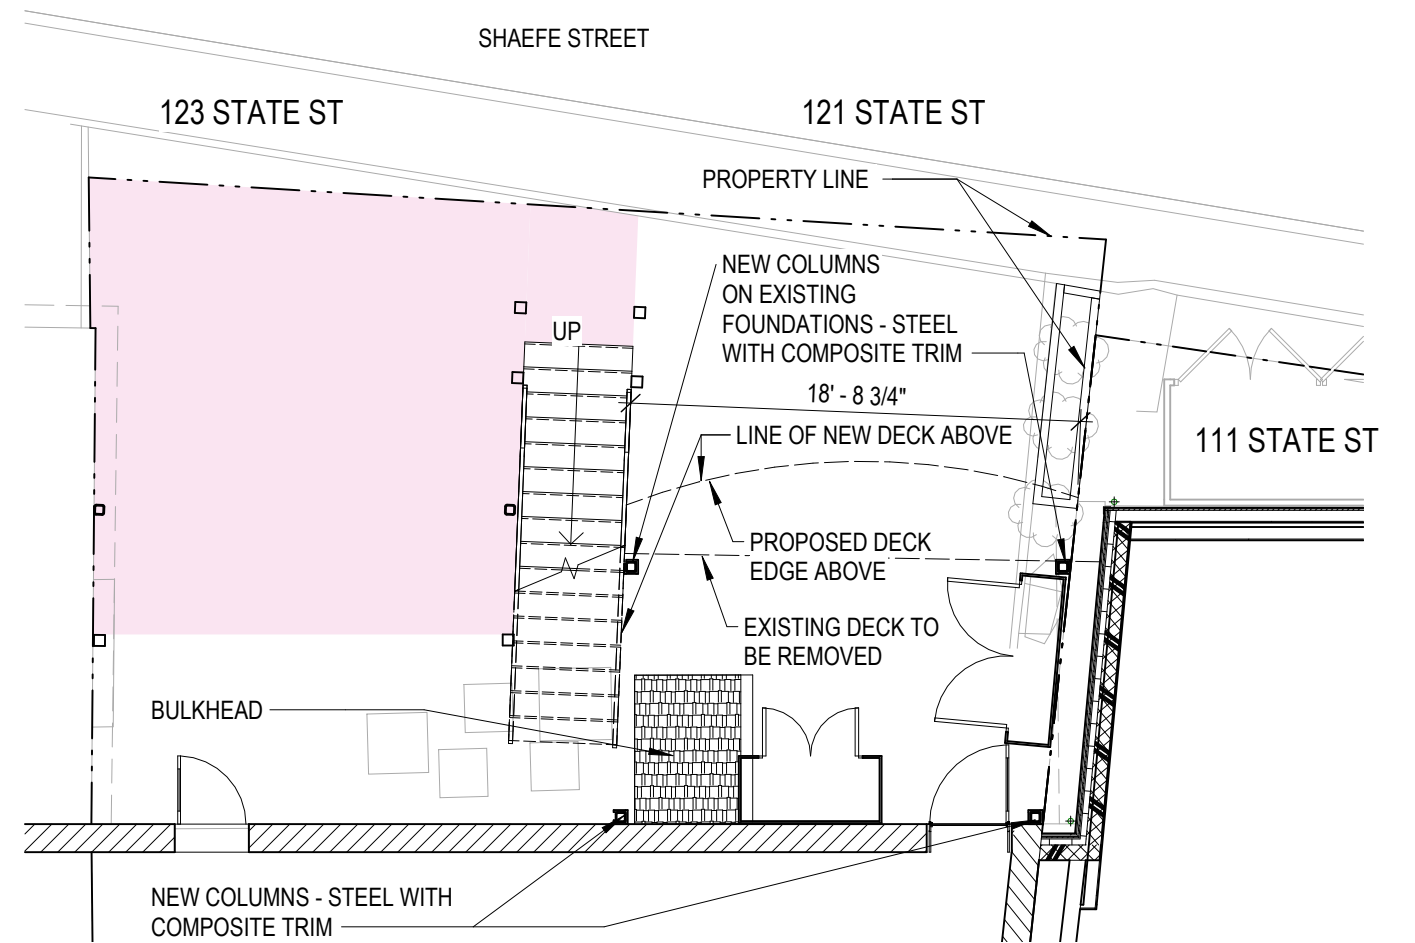 SHAEFE STREET
123 STATE ST
121 STATE ST
PROPERTY LINE
NEW COLUMNS
ON EXISTING
FOUNDATIONS - STEEL
WITH COMPOSITE TRIM
UP
18' - 8 3/4"
LINE OF NEW DECK ABOVE
111 STATE ST
PROPOSED DECK
EDGE ABOVE
EXISTING DECK TO
BE REMOVED
BULKHEAD
NEW COLUMNS - STEEL WITH
COMPOSITE TRIM